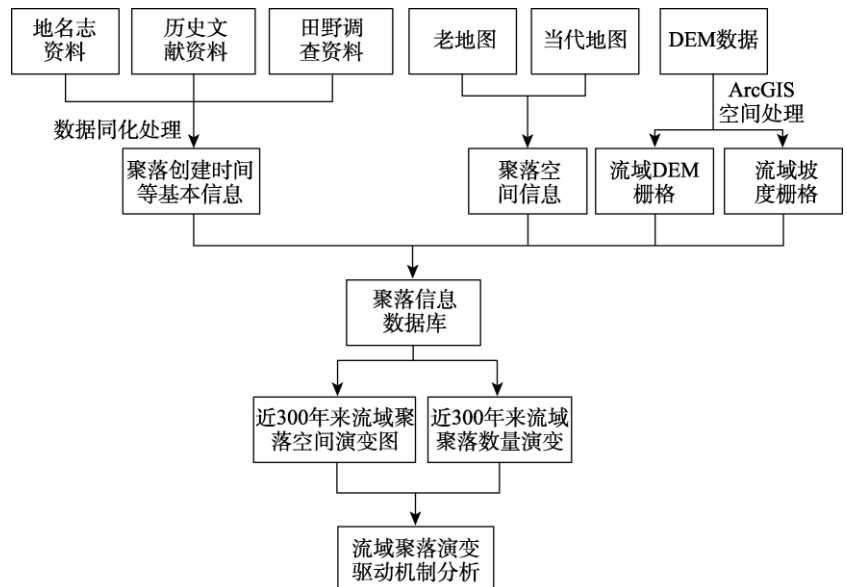 地名志
资料
历史文
献资料
田野调
查资料
老地图
当代地图
DEM数据
数据同化处理
ArcGIS
空间处理
聚落创建时间
等基本信息
聚落空
间信息
流域DEM
栅格
流域坡
度栅格
聚落信息
数据库
近300年来流域聚
落空间演变图
近300年来流域
聚落数量演变
流域聚落演变
驱动机制分析